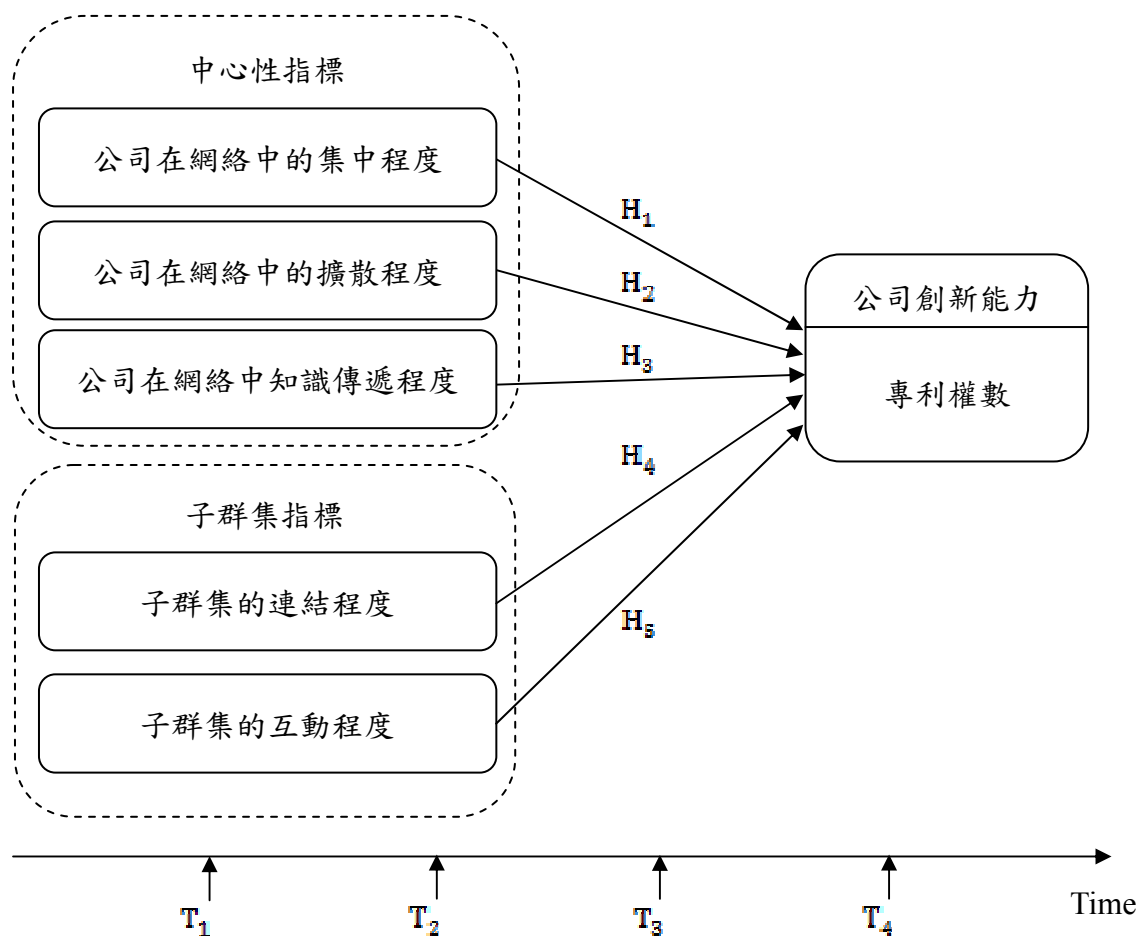 中心性指標
公司在網絡中的集中程度
公司在網絡中的擴散程度
公司在網絡中知識傳遞程度
H₁
H₂
H₃
H₄
H₅
公司創新能力
專利權數
子群集指標
子群集的連結程度
子群集的互動程度
T₁
T₂
T₃
T₄
Time